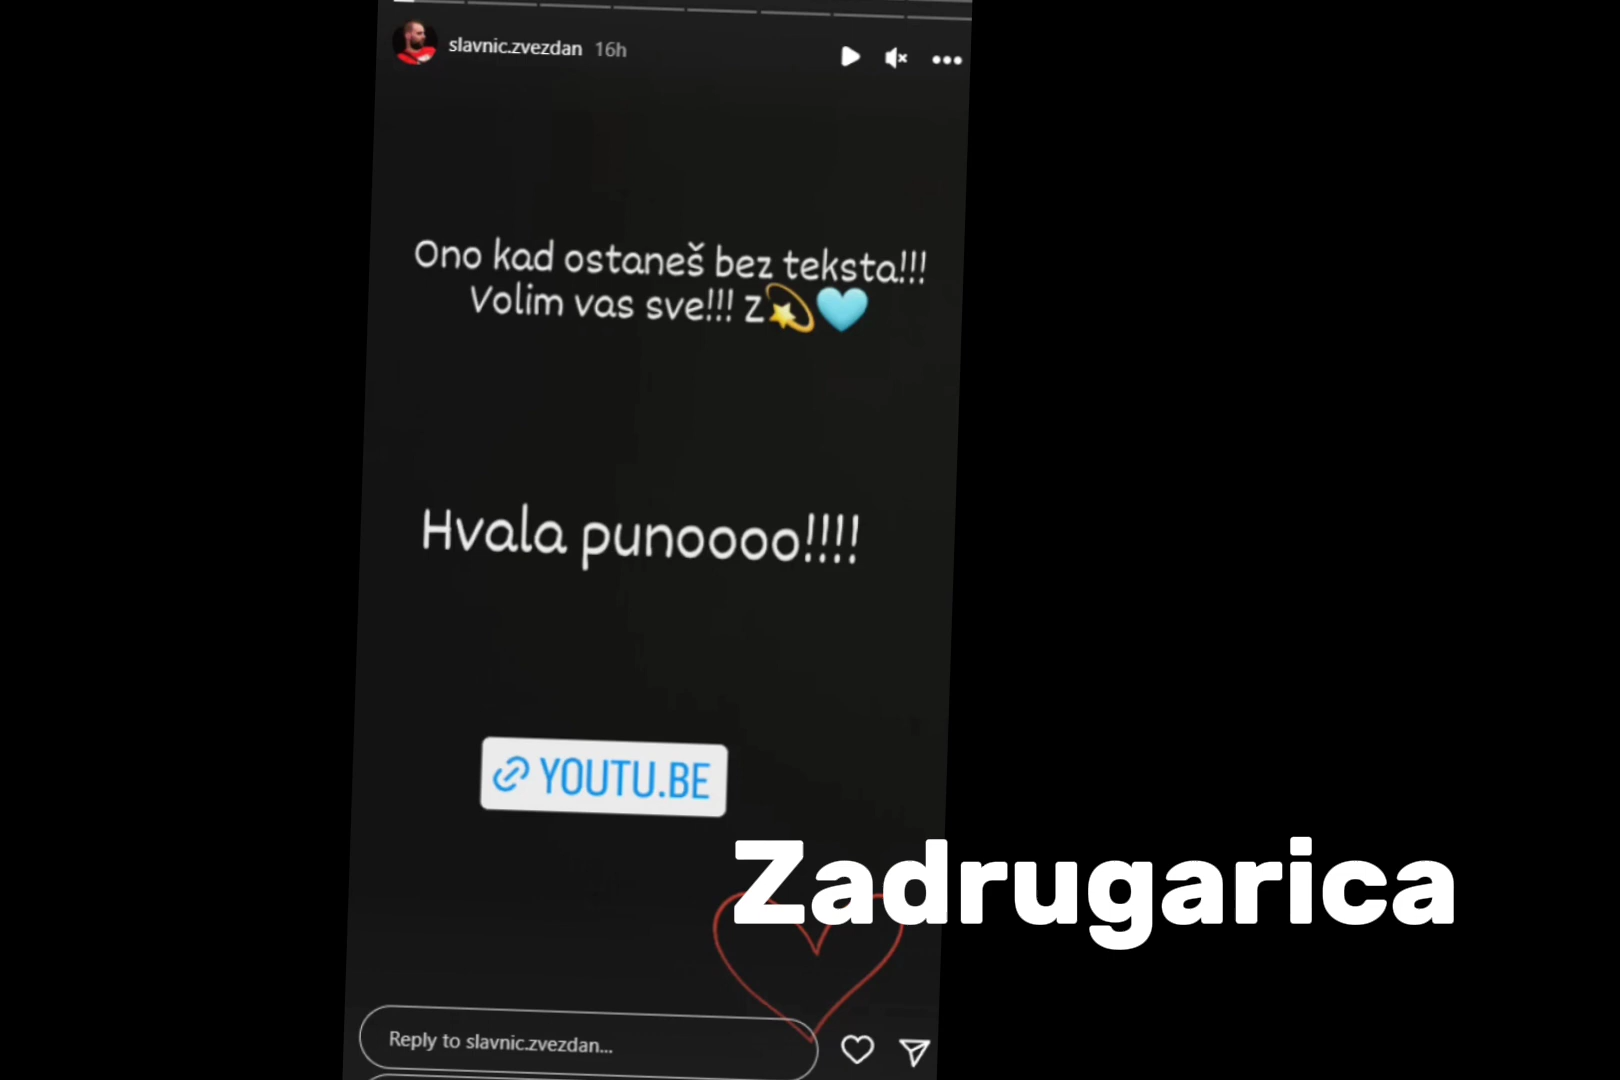 slavnic.zvezdan 16h
Ono kad ostaneš bez teksta!!!
Volim vas sve!!! Z💫🩵
Hvala punoooo!!!!
YOUTU.BE
Zadrugarica
Reply to slavnic.zvezdan...